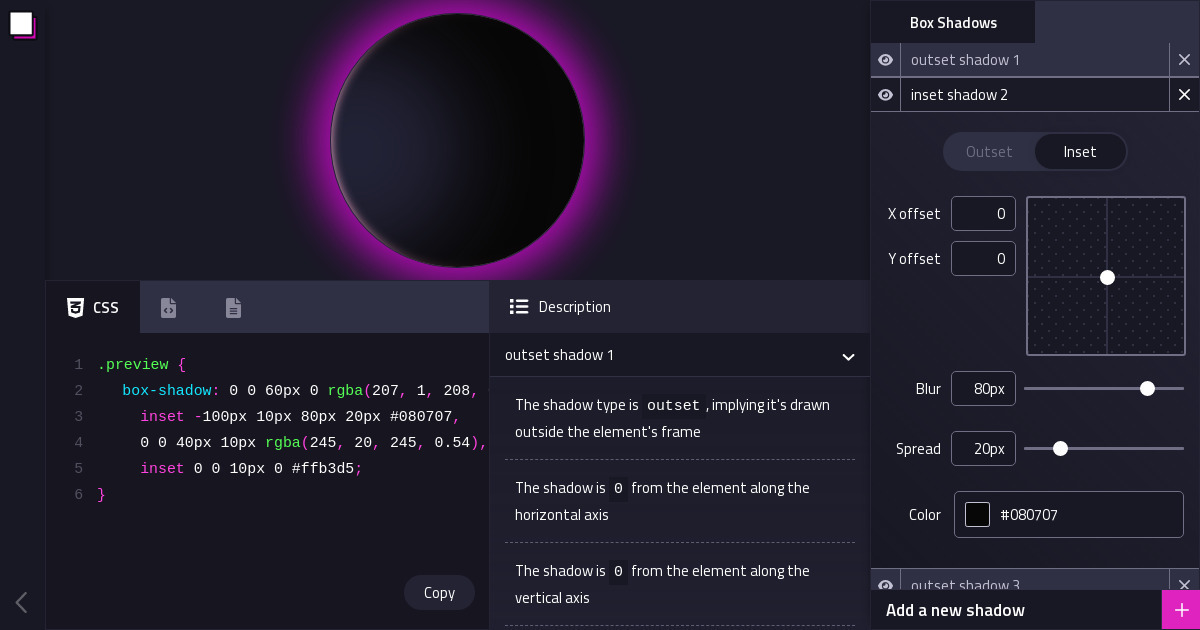 Box Shadows
outset shadow 1
inset shadow 2
Outset Inset
X offset 0
Y offset 0
Blur 80px
Spread 20px
Color #080707
outset shadow 3
Add a new shadow
CSS
1 .preview {
2 box-shadow: 0 0 60px 0 rgba(207, 1, 208,
3 inset -100px 10px 80px 20px #080707,
4 0 0 40px 10px rgba(245, 20, 245, 0.54),
5 inset 0 0 10px 0 #ffb3d5;
6 }
Copy
Description
outset shadow 1
The shadow type is outset, implying it's drawn
outside the element's frame
The shadow is 0 from the element along the
horizontal axis
The shadow is 0 from the element along the
vertical axis